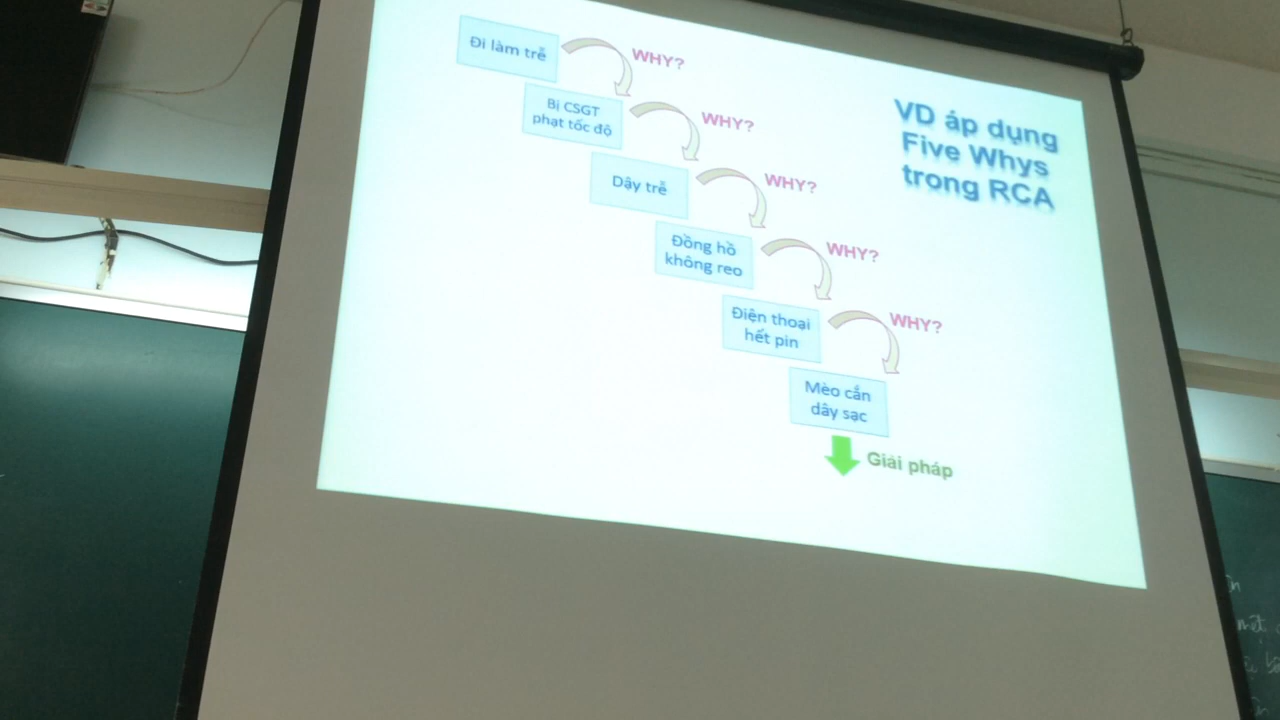 Đi làm trễ
WHY?
Bị CSGT
phạt tốc độ
WHY?
VD áp dụng
Five Whys
trong RCA
Dậy trễ
WHY?
Đồng hồ
không reo
WHY?
Điện thoại
hết pin
WHY?
Mèo cắn
dây sạc
Giải pháp